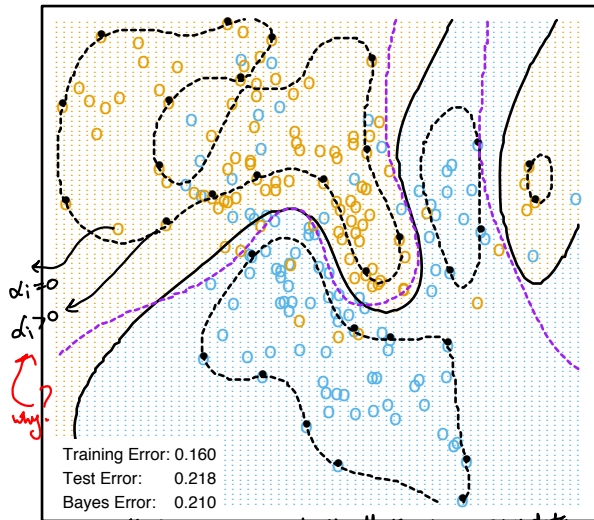 αi=0
αi>0
why?
Training Error: 0.160
Test Error: 0.218
Bayes Error: 0.210